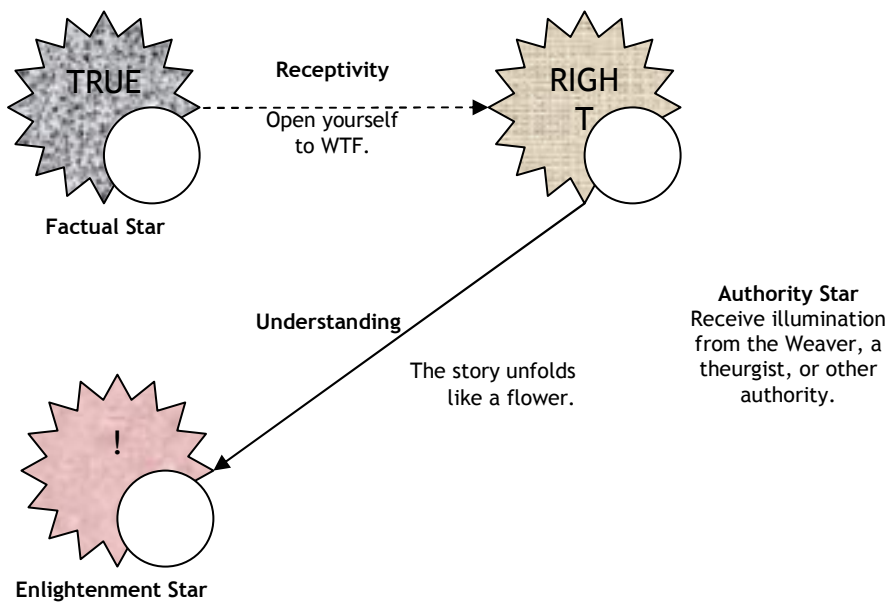 TRUE
Receptivity
Open yourself
to WTF.
RIGH
T
Factual Star
Authority Star
Receive illumination
from the Weaver, a
theurgist, or other
authority.
Understanding
The story unfolds
like a flower.
!
Enlightenment Star